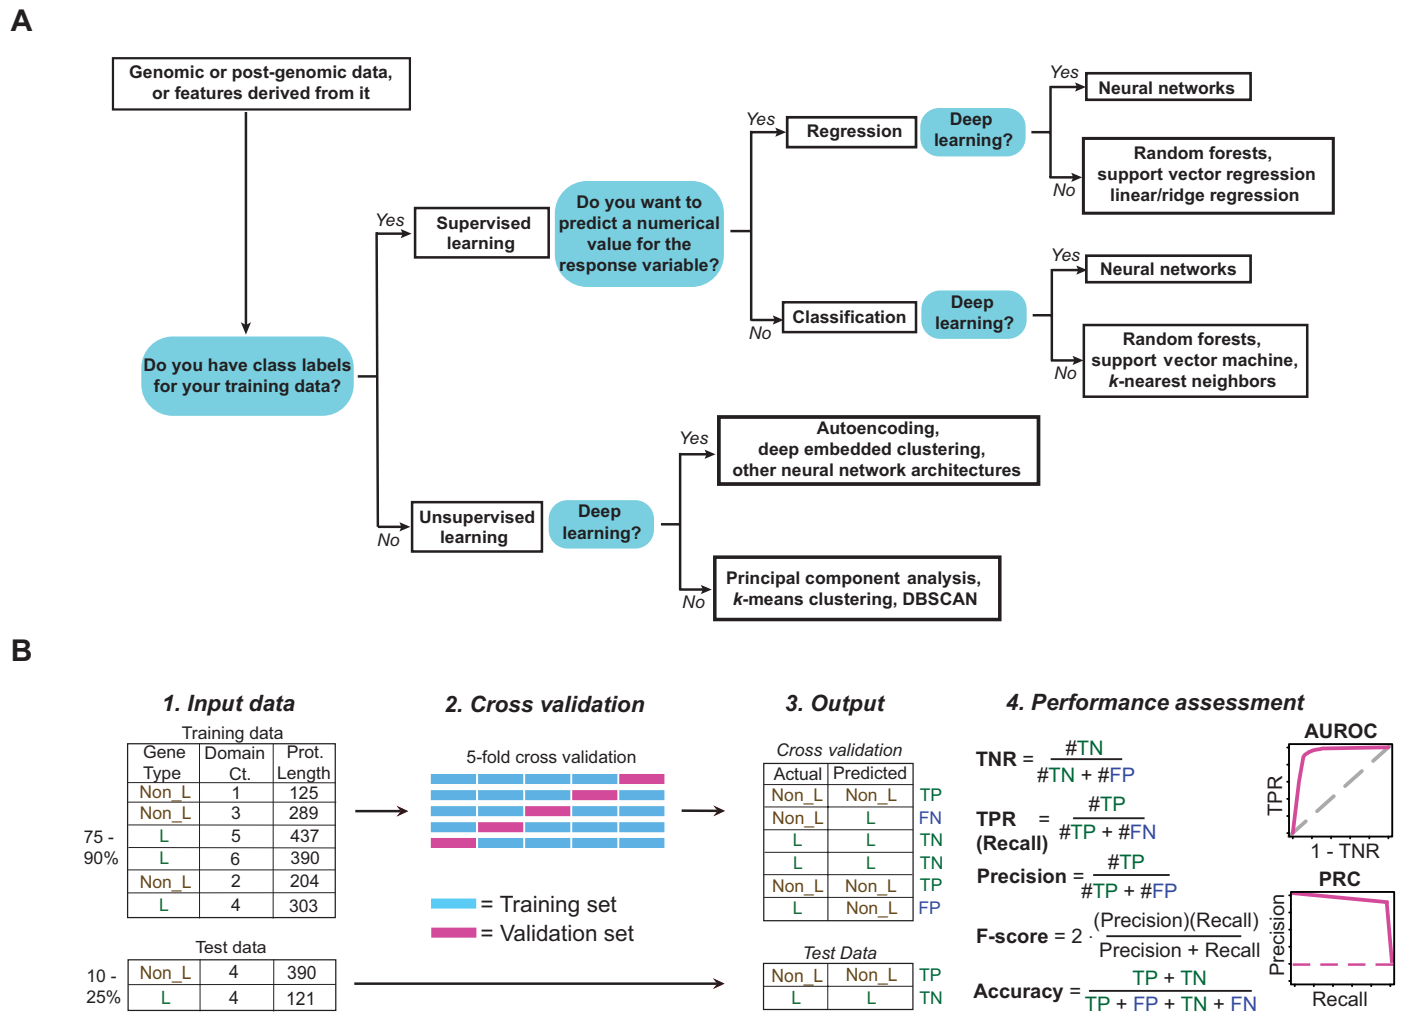 A
Genomic or post-genomic data,
or features derived from it
Do you have class labels
for your training data?
Yes
Supervised
learning
Do you want to
predict a numerical
value for the
response variable?
Yes
Regression
Deep
learning?
Yes
Neural networks
No
Random forests,
support vector regression
linear/ridge regression
No
Classification
Deep
learning?
Yes
Neural networks
No
Random forests,
support vector machine,
k-nearest neighbors
No
Unsupervised
learning
Deep
learning?
Yes
Autoencoding,
deep embedded clustering,
other neural network architectures
No
Principal component analysis,
k-means clustering, DBSCAN
B
1. Input data
Training data
Gene Type Domain Ct. Prot. Length
Non_L 1 125
Non_L 3 289
L 5 437
L 6 390
Non_L 2 204
L 4 303
75 -
90%
Test data
Non_L 4 390
L 4 121
10 -
25%
2. Cross validation
5-fold cross validation
= Training set
= Validation set
3. Output
Cross validation
Actual Predicted
Non_L Non_L TP
Non_L L FN
L L TN
L L TN
Non_L Non_L TP
L Non_L FP
Test Data
Non_L Non_L TP
L L TN
4. Performance assessment
TNR = #TN / #TN + #FP
TPR (Recall) = #TP / #TP + #FN
Precision = #TP / #TP + #FP
F-score = 2 · (Precision)(Recall) / Precision + Recall
Accuracy = TP + TN / TP + FP + TN + FN
AUROC
TPR
1 - TNR
PRC
Precision
Recall